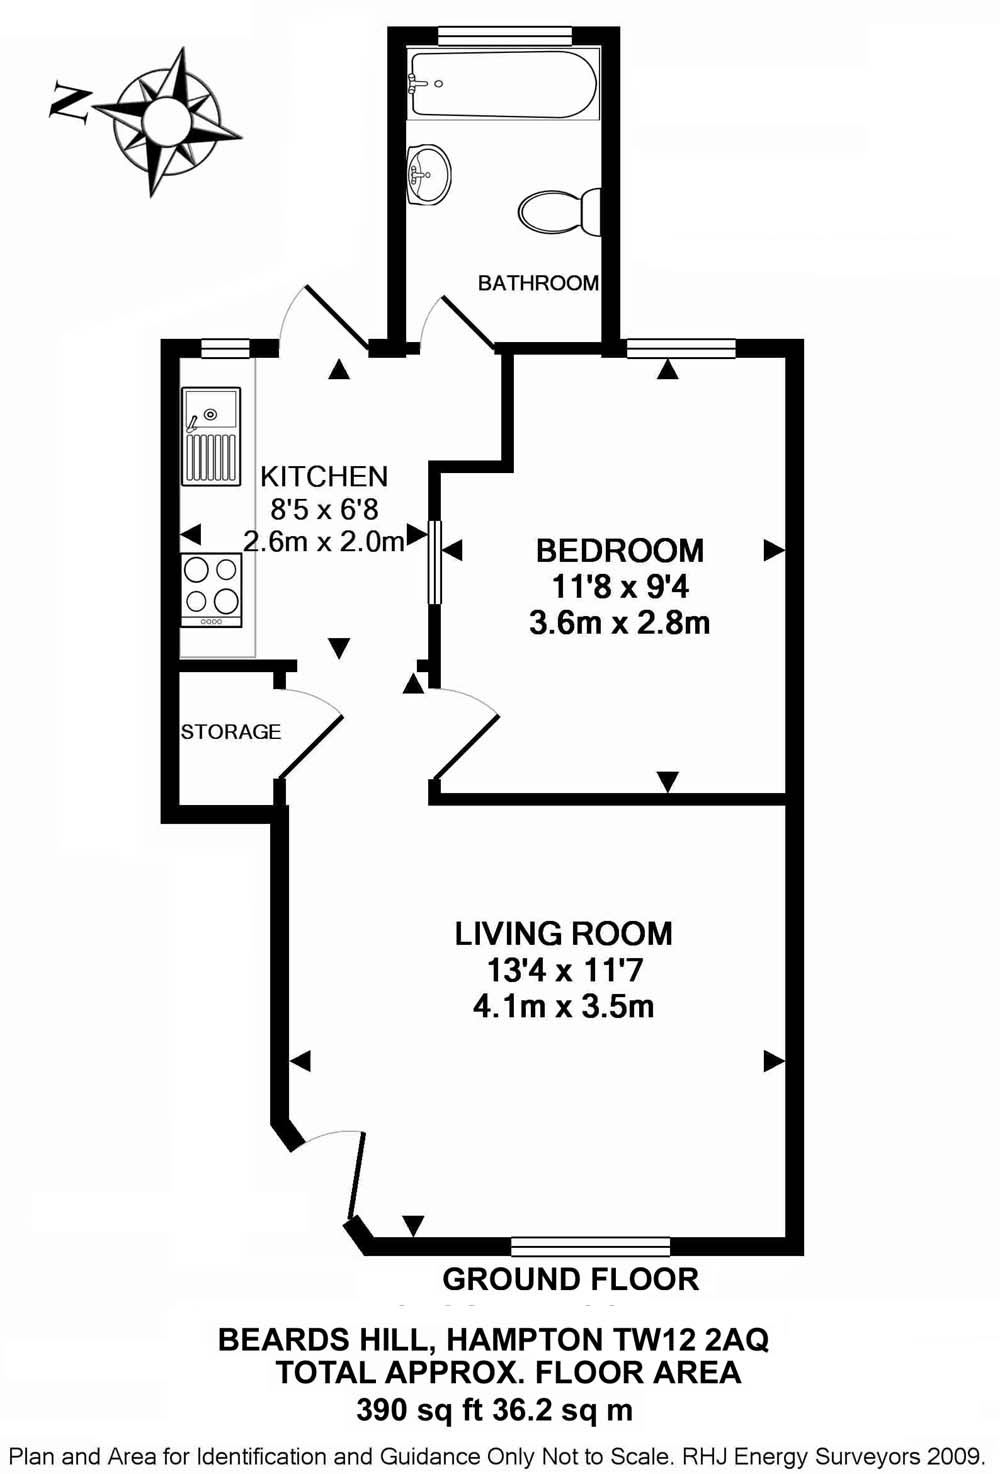 N
BATHROOM
KITCHEN
8'5 x 6'8
2.6m x 2.0m
BEDROOM
11'8 x 9'4
3.6m x 2.8m
STORAGE
LIVING ROOM
13'4 x 11'7
4.1m x 3.5m
GROUND FLOOR
BEARDS HILL, HAMPTON TW12 2AQ
TOTAL APPROX. FLOOR AREA
390 sq ft 36.2 sq m
Plan and Area for Identification and Guidance Only Not to Scale. RHJ Energy Surveyors 2009.